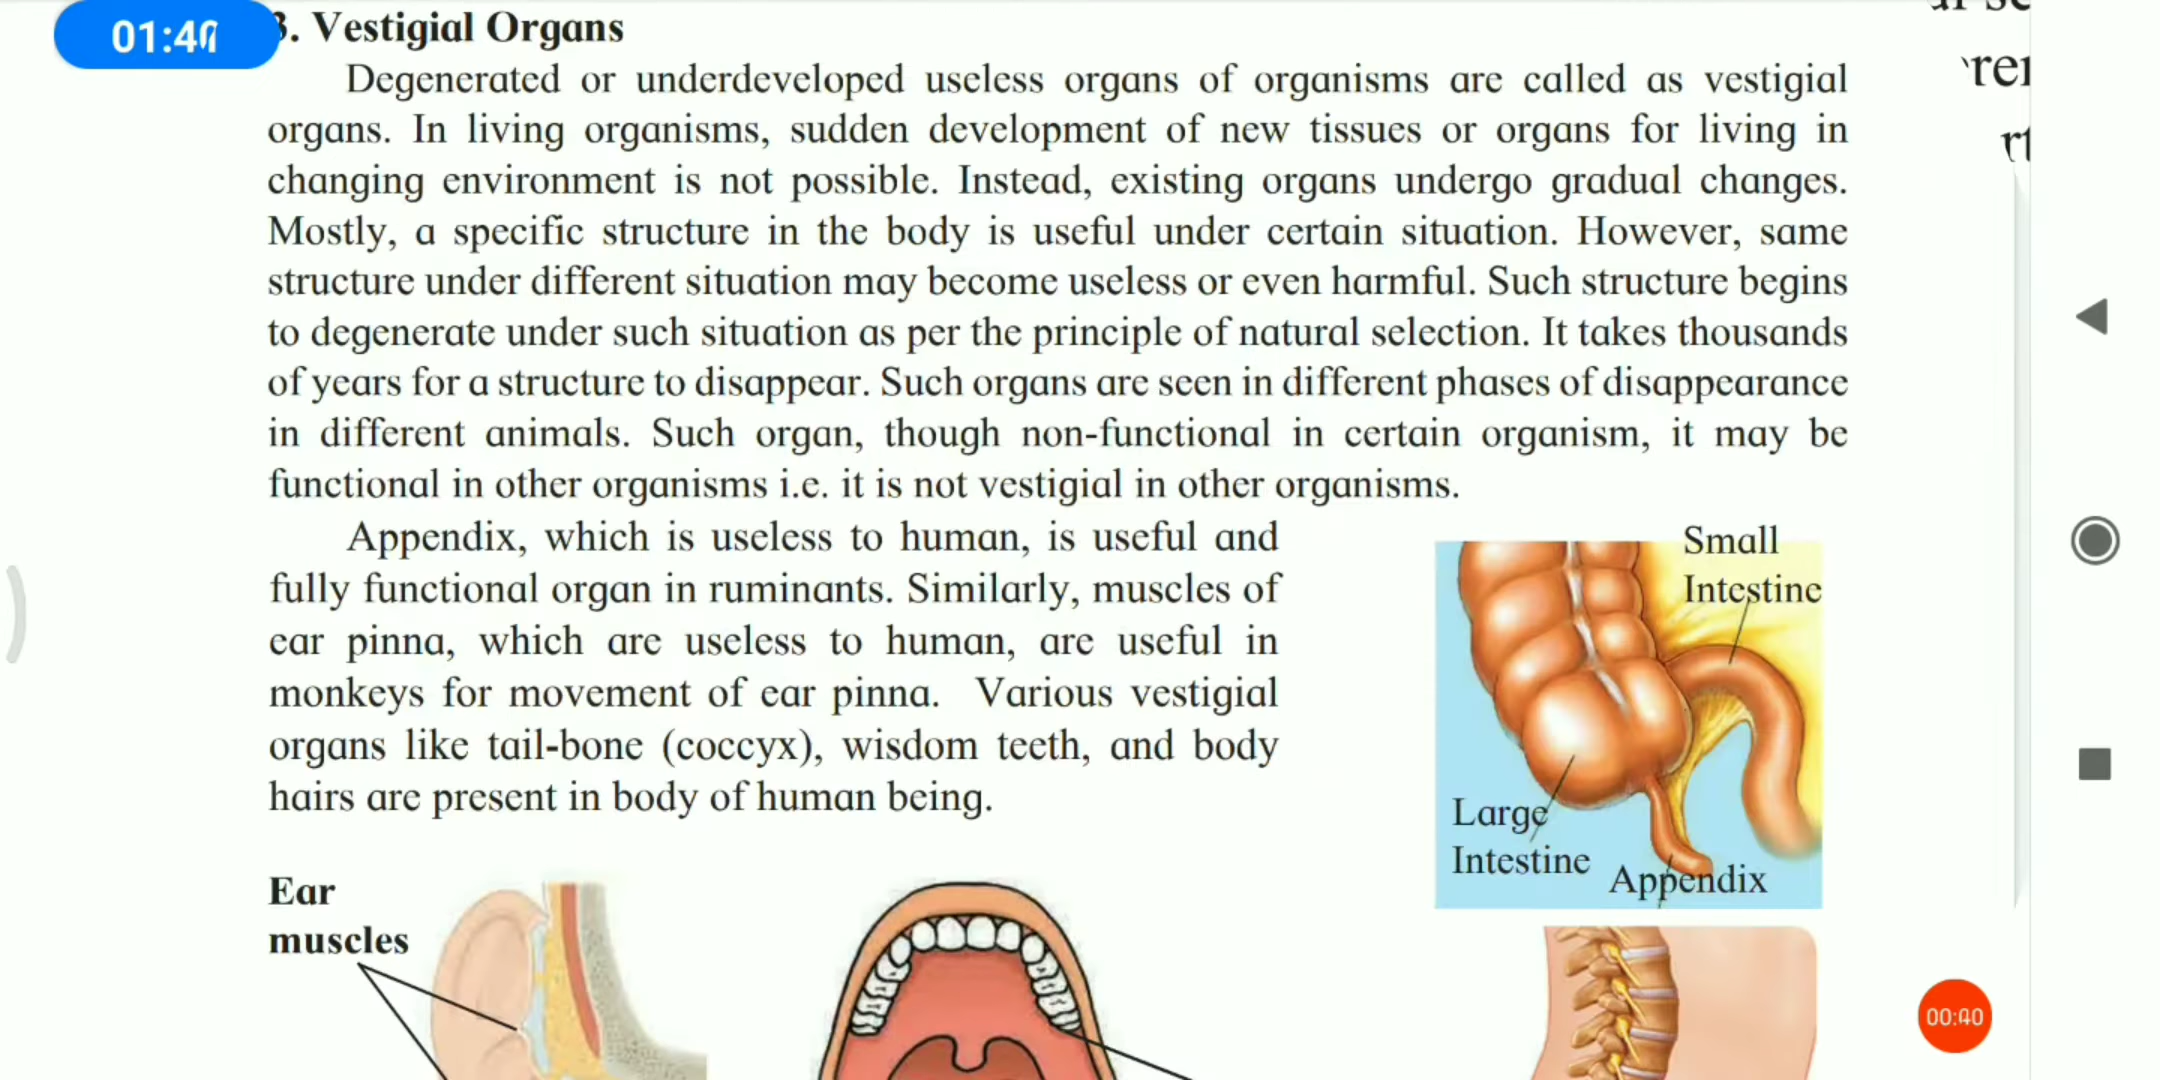 01:40
3. Vestigial Organs
Degenerated or underdeveloped useless organs of organisms are called as vestigial
organs. In living organisms, sudden development of new tissues or organs for living in
changing environment is not possible. Instead, existing organs undergo gradual changes.
Mostly, a specific structure in the body is useful under certain situation. However, same
structure under different situation may become useless or even harmful. Such structure begins
to degenerate under such situation as per the principle of natural selection. It takes thousands
of years for a structure to disappear. Such organs are seen in different phases of disappearance
in different animals. Such organ, though non-functional in certain organism, it may be
functional in other organisms i.e. it is not vestigial in other organisms.
Appendix, which is useless to human, is useful and
fully functional organ in ruminants. Similarly, muscles of
ear pinna, which are useless to human, are useful in
monkeys for movement of ear pinna. Various vestigial
organs like tail-bone (coccyx), wisdom teeth, and body
hairs are present in body of human being.
Small
Intestine
Large
Intestine
Appendix
Ear
muscles
00:40